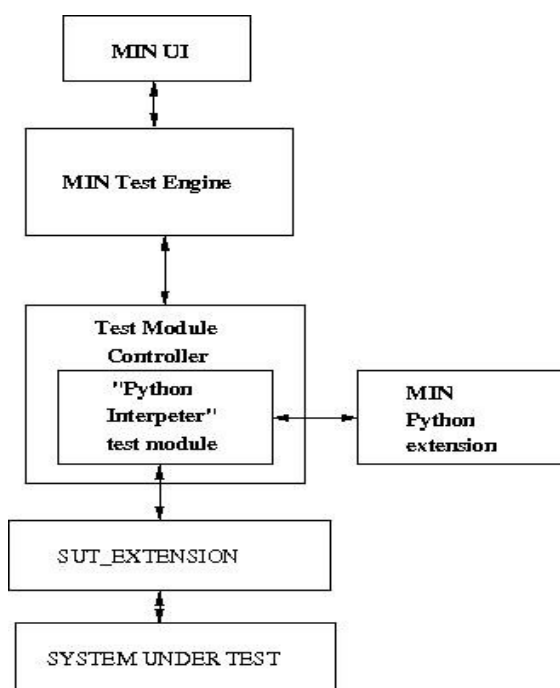 MIN UI
MIN Test Engine
Test Module
Controller
"Python
Interpeter"
test module
MIN
Python
extension
SUT_EXTENSION
SYSTEM UNDER TEST